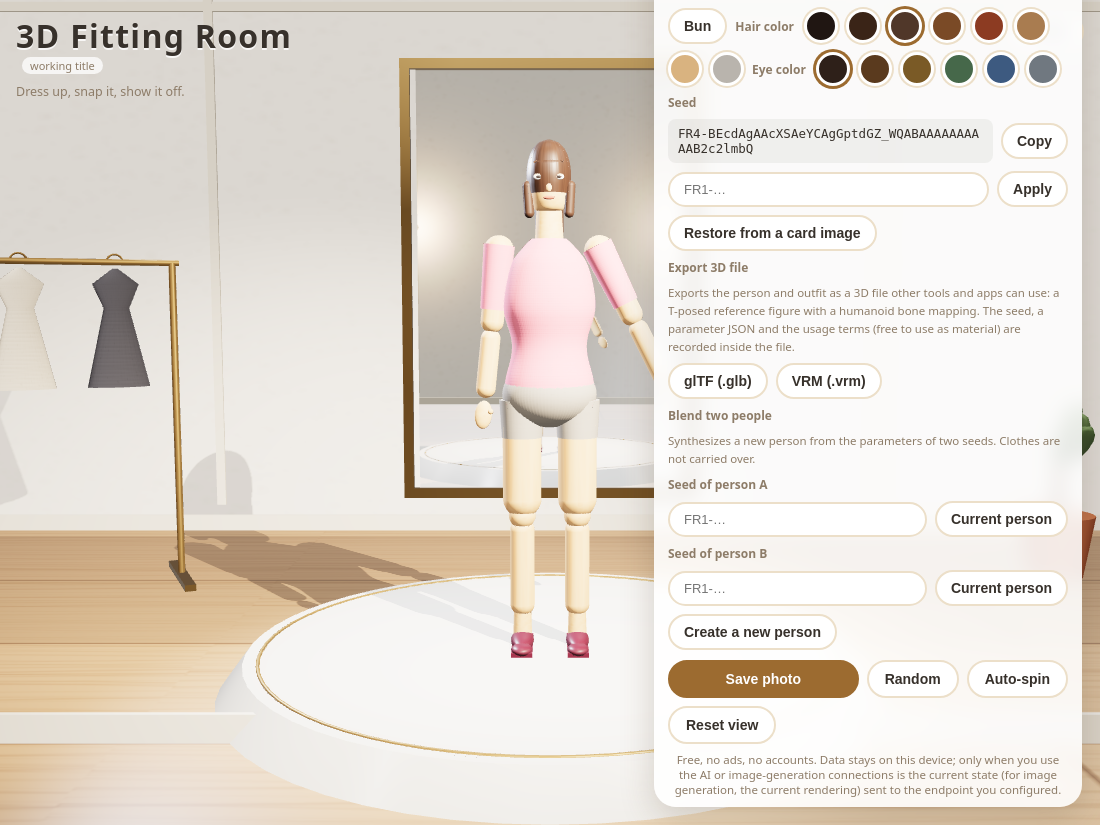 3D Fitting Room
working title
Dress up, snap it, show it off.
Bun Hair color
Eye color
Seed
FR4-BEcdAgAAcXSAeYCAgGptdGZ_WQABAAAAAAAA
AAB2c2lmbQ
Copy
FR1-…
Apply
Restore from a card image
Export 3D file
Exports the person and outfit as a 3D file other tools and apps can use: a
T-posed reference figure with a humanoid bone mapping. The seed, a
parameter JSON and the usage terms (free to use as material) are
recorded inside the file.
glTF (.glb) VRM (.vrm)
Blend two people
Synthesizes a new person from the parameters of two seeds. Clothes are
not carried over.
Seed of person A
FR1-… Current person
Seed of person B
FR1-… Current person
Create a new person
Save photo Random Auto-spin
Reset view
Free, no ads, no accounts. Data stays on this device; only when you use
the AI or image-generation connections is the current state (for image
generation, the current rendering) sent to the endpoint you configured.